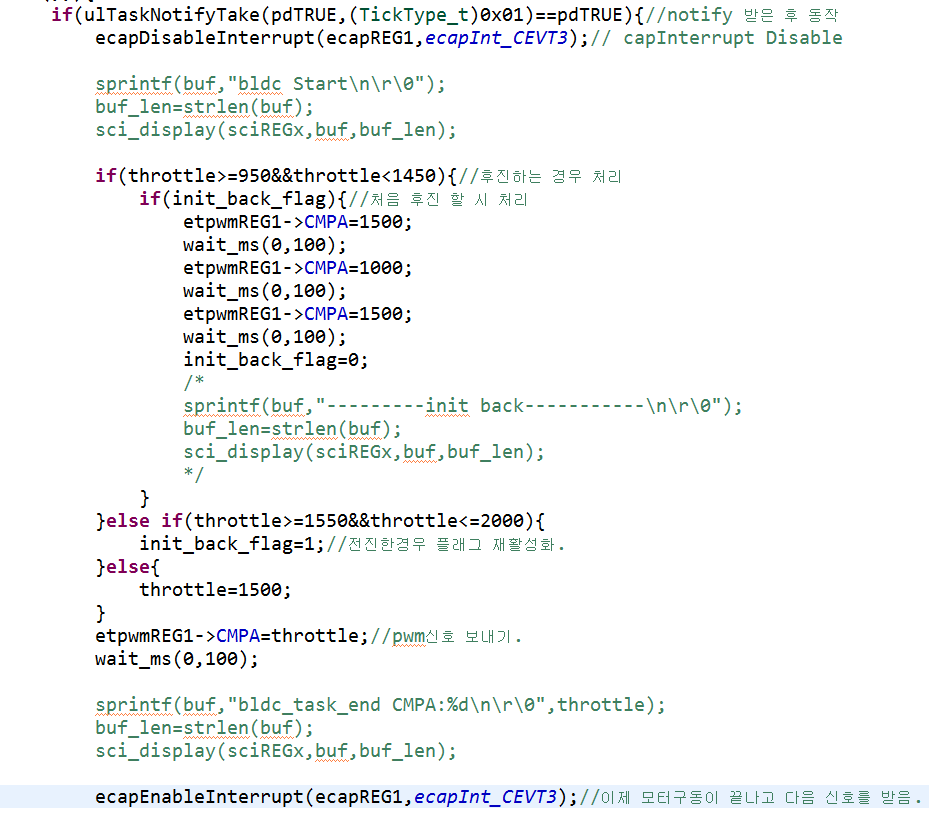 if(ulTaskNotifyTake(pdTRUE,(TickType_t)0x01)==pdTRUE){//notify 받은 후 동작
ecapDisableInterrupt(ecapREG1,ecapInt_CEVT3);// capInterrupt Disable
sprintf(buf,"bldc Start\n\r\0");
buf_len=strlen(buf);
sci_display(sciREGx,buf,buf_len);
if(throttle>=950&&throttle<1450){//후진하는 경우 처리
if(init_back_flag){//처음 후진 할 시 처리
etpwmREG1->CMPA=1500;
wait_ms(0,100);
etpwmREG1->CMPA=1000;
wait_ms(0,100);
etpwmREG1->CMPA=1500;
wait_ms(0,100);
init_back_flag=0;
/*
sprintf(buf,"---------init back-----------\n\r\0");
buf_len=strlen(buf);
sci_display(sciREGx,buf,buf_len);
*/
}
}else if(throttle>=1550&&throttle<=2000){
init_back_flag=1;//전진한경우 플래그 재활성화.
}else{
throttle=1500;
}
etpwmREG1->CMPA=throttle;//pwm신호 보내기.
wait_ms(0,100);
sprintf(buf,"bldc_task_end CMPA:%d\n\r\0",throttle);
buf_len=strlen(buf);
sci_display(sciREGx,buf,buf_len);
ecapEnableInterrupt(ecapREG1,ecapInt_CEVT3);//이제 모터구동이 끝나고 다음 신호를 받음.